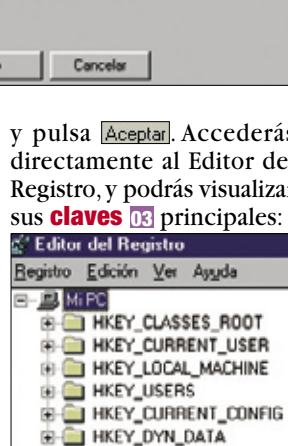 Cancelar
y pulsa Aceptar. Accederás
directamente al Editor de
Registro, y podrás visualizar
sus claves 03 principales:
Editor del Registro
Registro Edición Ver Ayuda
Mi PC
HKEY_CLASSES_ROOT
HKEY_CURRENT_USER
HKEY_LOCAL_MACHINE
HKEY_USERS
HKEY_CURRENT_CONFIG
HKEY_DYN_DATA